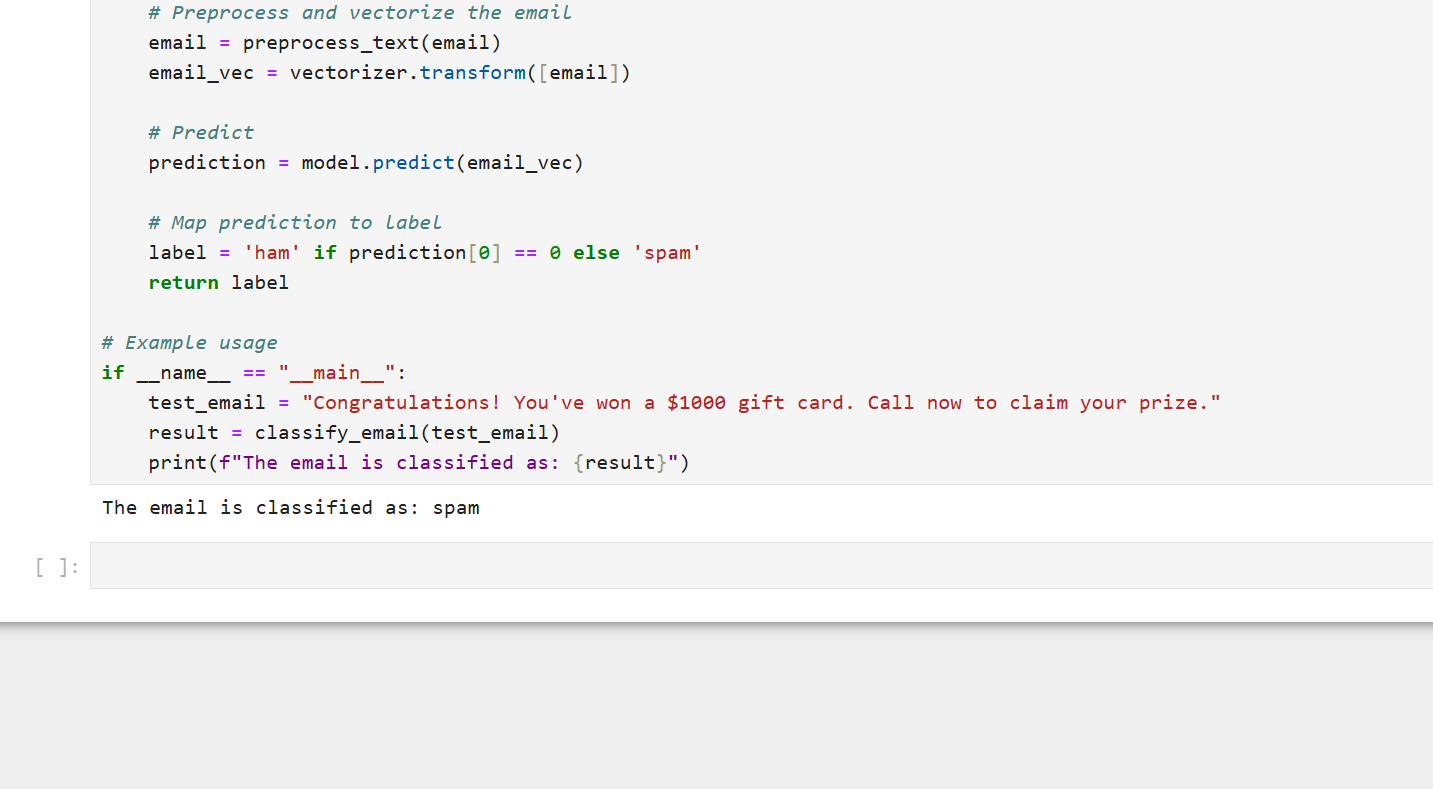 # Preprocess and vectorize the email
email = preprocess_text(email)
email_vec = vectorizer.transform([email])
# Predict
prediction = model.predict(email_vec)
# Map prediction to label
label = 'ham' if prediction[0] == 0 else 'spam'
return label
# Example usage
if __name__ == "__main__":
test_email = "Congratulations! You've won a $1000 gift card. Call now to claim your prize."
result = classify_email(test_email)
print(f"The email is classified as: {result}")
The email is classified as: spam
[ ]: